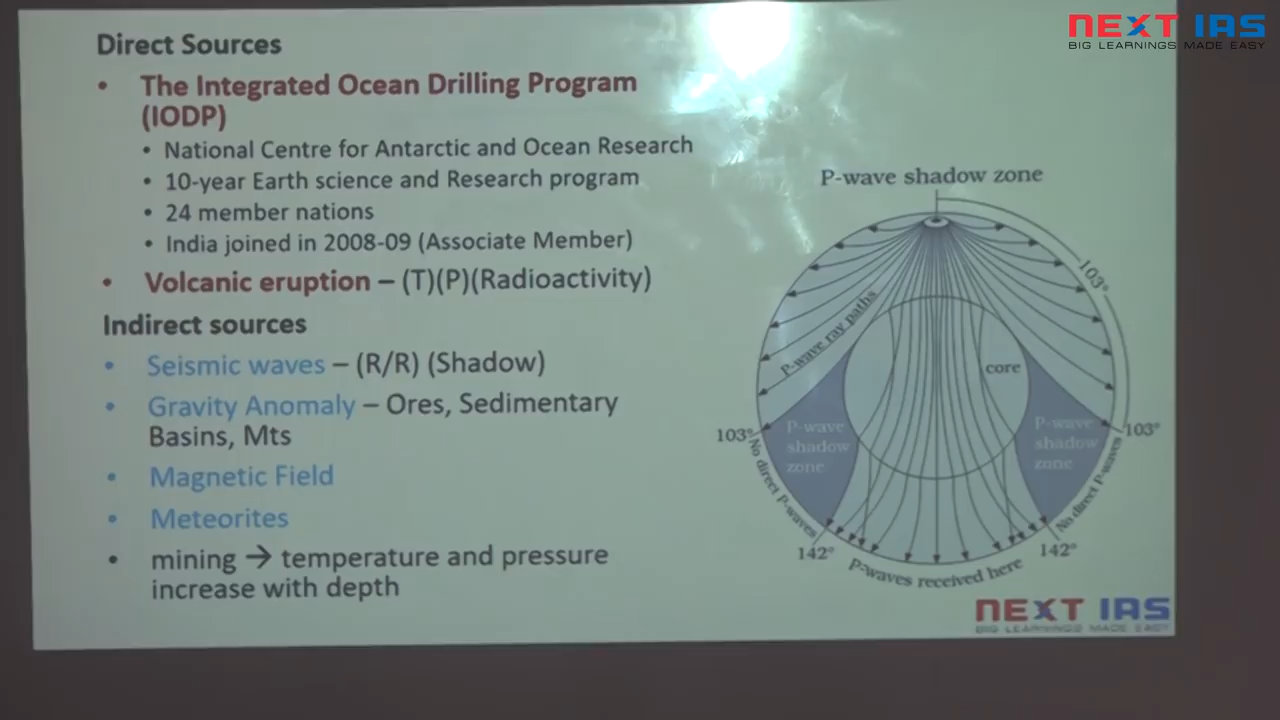 NEXT IAS
BIG LEARNINGS MADE EASY
Direct Sources
• The Integrated Ocean Drilling Program
(IODP)
• National Centre for Antarctic and Ocean Research
• 10-year Earth science and Research program
• 24 member nations
• India joined in 2008-09 (Associate Member)
• Volcanic eruption – (T)(P)(Radioactivity)
Indirect sources
• Seismic waves – (R/R) (Shadow)
• Gravity Anomaly – Ores, Sedimentary
Basins, Mts
• Magnetic Field
• Meteorites
• mining → temperature and pressure
increase with depth
P-wave shadow zone
103°
P-wave ray paths
core
103°
P-wave
shadow
zone
P-wave
shadow
zone
103°
No direct P-waves
No direct P-waves
142°
142°
P-waves received here
NEXT IAS
BIG LEARNINGS MADE EASY